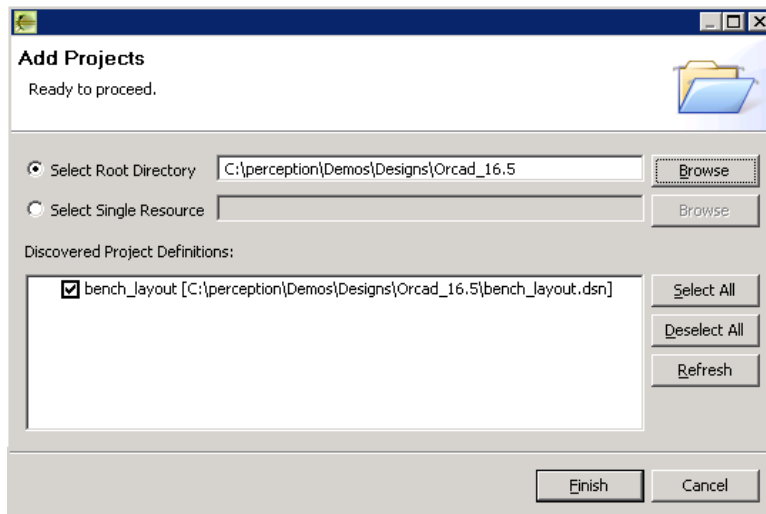 Add Projects
Ready to proceed.
Select Root Directory C:\perception\Demos\Designs\Orcad_16.5 Browse
Select Single Resource Browse
Discovered Project Definitions:
bench_layout [C:\perception\Demos\Designs\Orcad_16.5\bench_layout.dsn]
Select All
Deselect All
Refresh
Finish Cancel